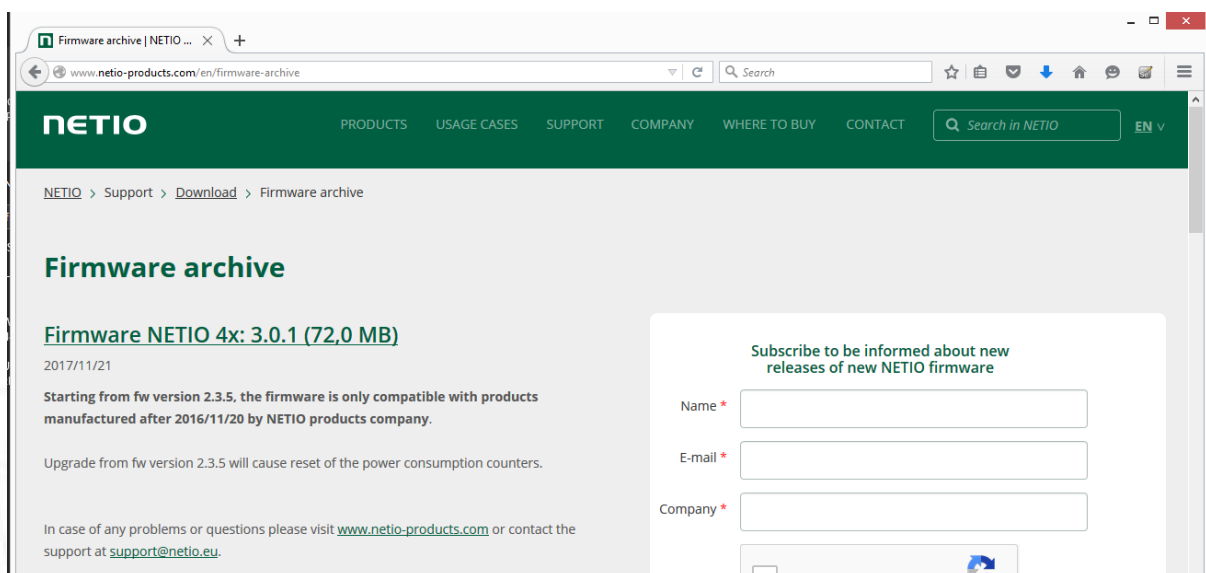 Firmware archive | NETIO ...
www.netio-products.com/en/firmware-archive
Search
NETIO
PRODUCTS USAGE CASES SUPPORT COMPANY WHERE TO BUY CONTACT Search in NETIO EN
NETIO > Support > Download > Firmware archive
Firmware archive
Firmware NETIO 4x: 3.0.1 (72,0 MB)
2017/11/21
Starting from fw version 2.3.5, the firmware is only compatible with products
manufactured after 2016/11/20 by NETIO products company.
Upgrade from fw version 2.3.5 will cause reset of the power consumption counters.
In case of any problems or questions please visit www.netio-products.com or contact the
support at support@netio.eu.
Subscribe to be informed about new
releases of new NETIO firmware
Name *
E-mail *
Company *